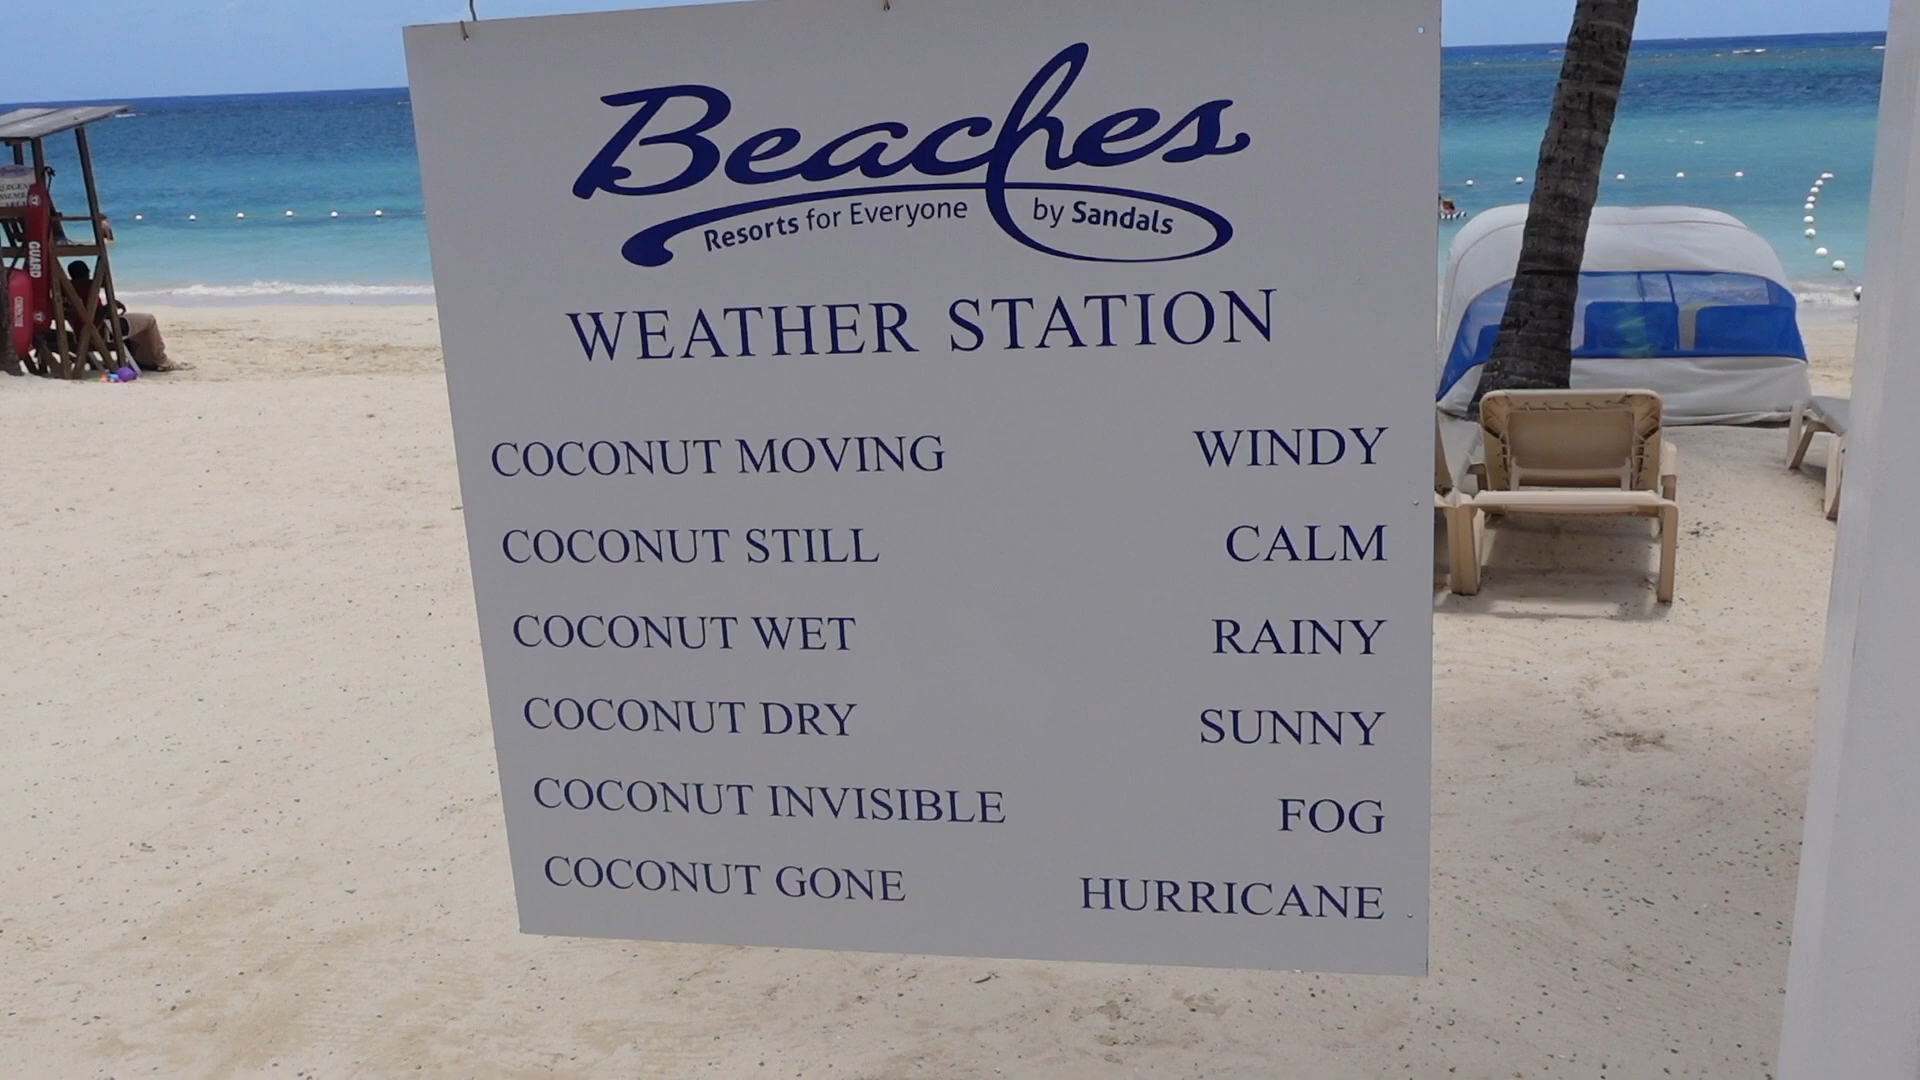 Beaches
Resorts for Everyone by Sandals
WEATHER STATION
COCONUT MOVING WINDY
COCONUT STILL CALM
COCONUT WET RAINY
COCONUT DRY SUNNY
COCONUT INVISIBLE FOG
COCONUT GONE HURRICANE
GUARD